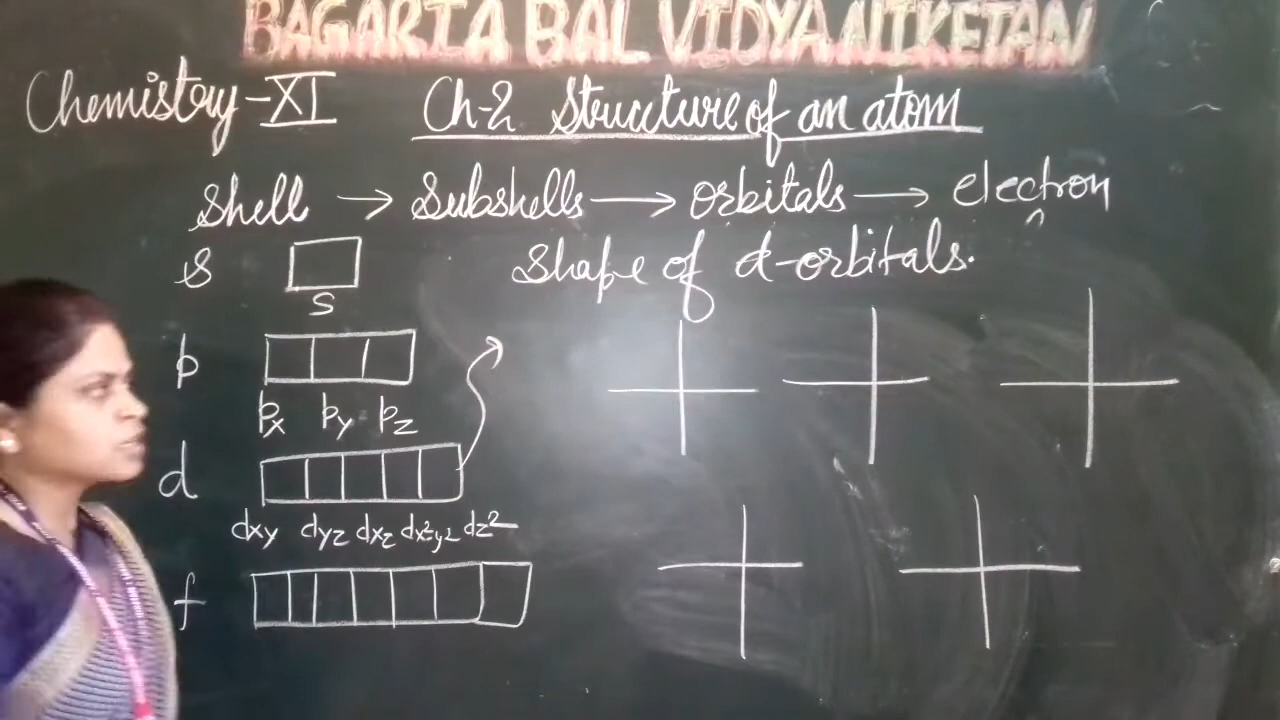 BAGARIA BAL VIDYA NIKETAN
Chemistry-XI Ch-2 Structure of an atom
Shell → Subshells → orbitals → electron
s
s
Shape of d-orbitals.
p
px py pz
d
dxy dyz dxz dx²-y² dz²
f